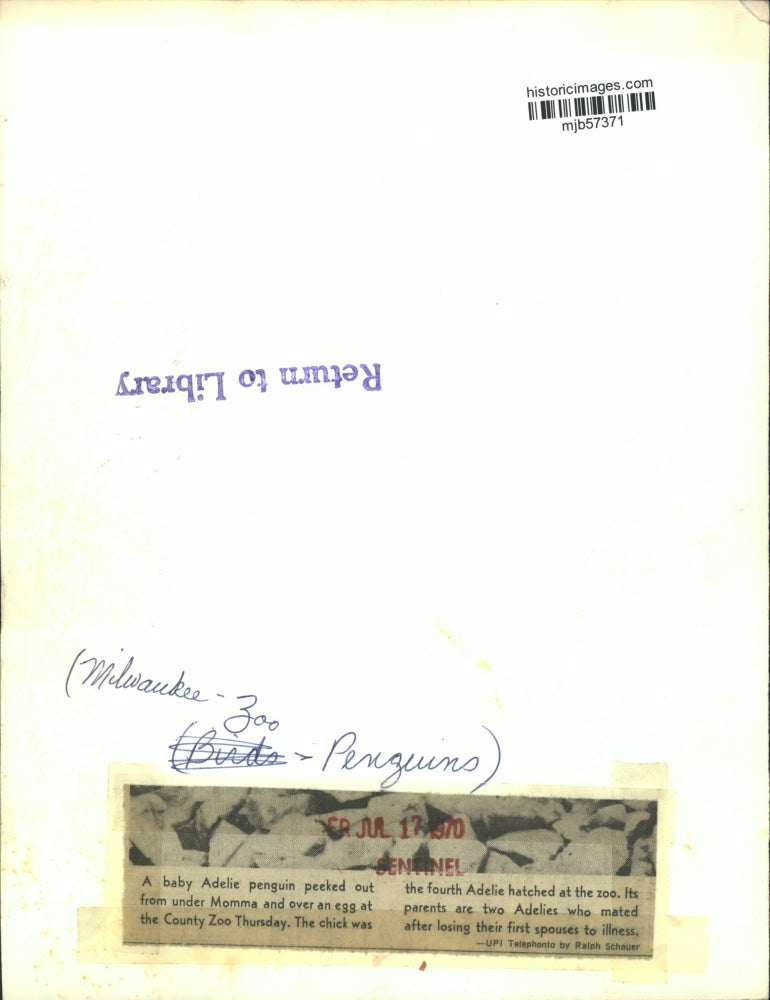 historicimages.com
mjb57371
Return to Library
(Milwaukee - Zoo
(Birds - Penguins)
FR JUL 17 1970
SENTINEL
A baby Adelie penguin peeked out
from under Momma and over an egg at
the County Zoo Thursday. The chick was
the fourth Adelie hatched at the zoo. Its
parents are two Adelies who mated
after losing their first spouses to illness.
—UPI Telephoto by Ralph Schauer